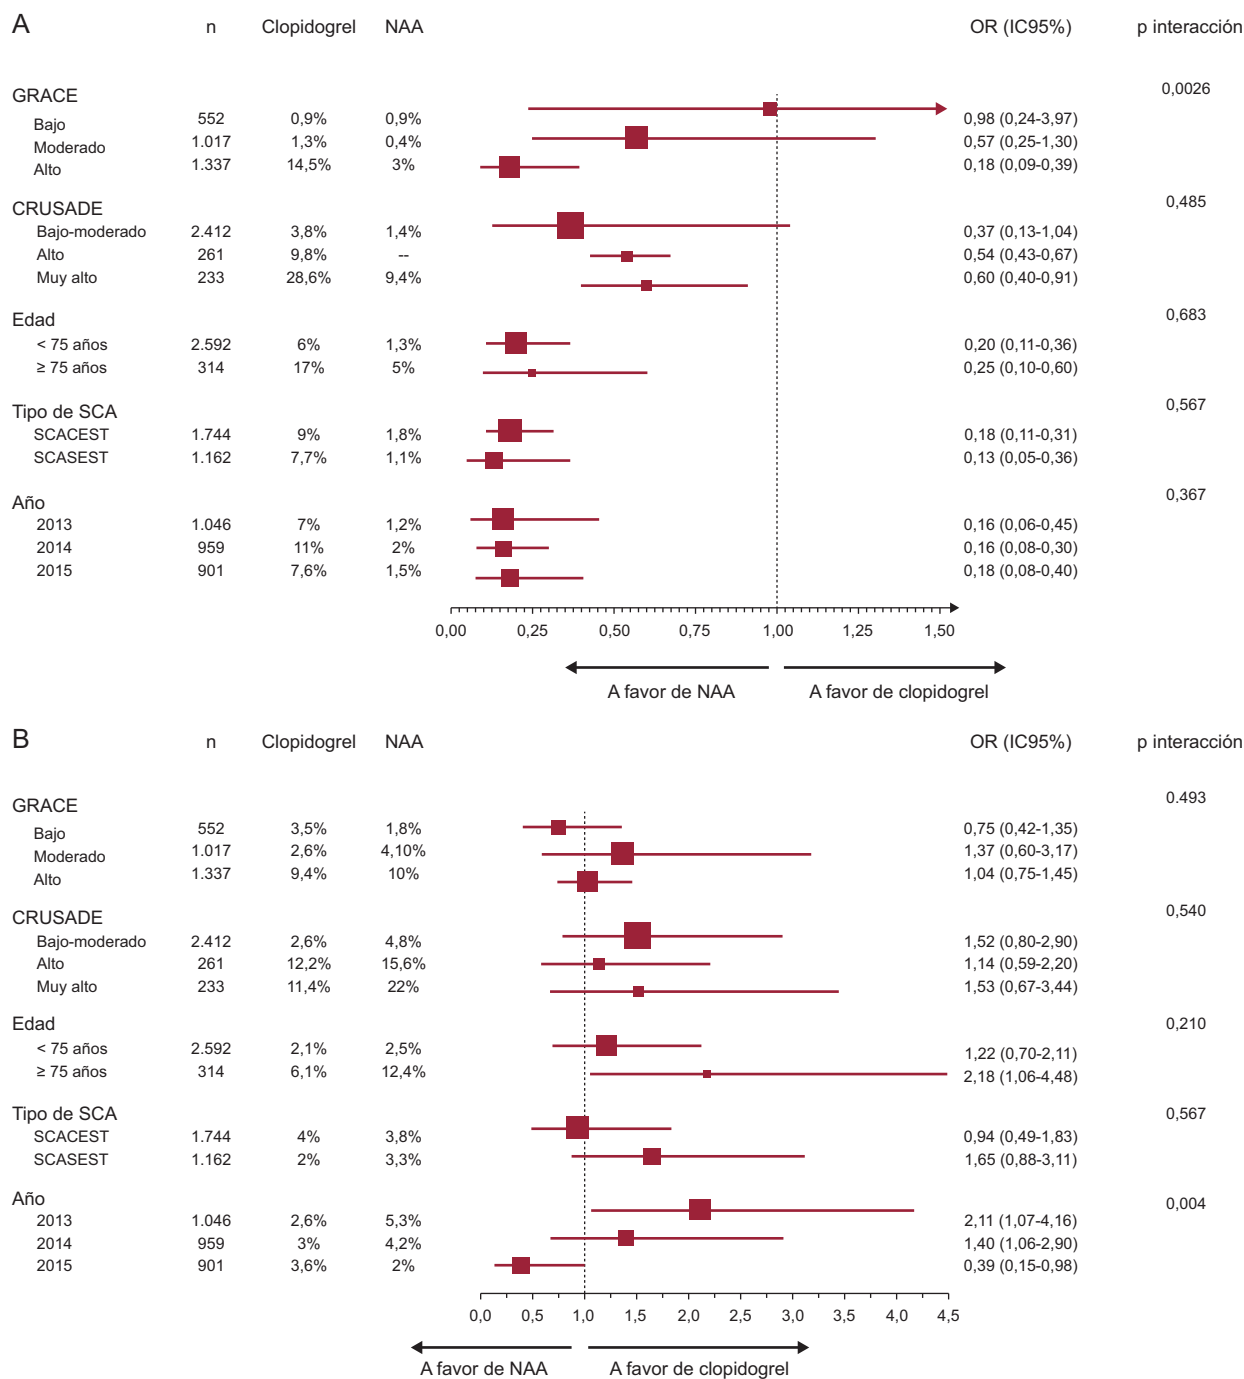 A
n Clopidogrel NAA OR (IC95%) p interacción
GRACE 0,0026
Bajo 552 0,9% 0,9% 0,98 (0,24-3,97)
Moderado 1.017 1,3% 0,4% 0,57 (0,25-1,30)
Alto 1.337 14,5% 3% 0,18 (0,09-0,39)
CRUSADE 0,485
Bajo-moderado 2.412 3,8% 1,4% 0,37 (0,13-1,04)
Alto 261 9,8% -- 0,54 (0,43-0,67)
Muy alto 233 28,6% 9,4% 0,60 (0,40-0,91)
Edad 0,683
< 75 años 2.592 6% 1,3% 0,20 (0,11-0,36)
≥ 75 años 314 17% 5% 0,25 (0,10-0,60)
Tipo de SCA 0,567
SCACEST 1.744 9% 1,8% 0,18 (0,11-0,31)
SCASEST 1.162 7,7% 1,1% 0,13 (0,05-0,36)
Año 0,367
2013 1.046 7% 1,2% 0,16 (0,06-0,45)
2014 959 11% 2% 0,16 (0,08-0,30)
2015 901 7,6% 1,5% 0,18 (0,08-0,40)
0,00 0,25 0,50 0,75 1,00 1,25 1,50
A favor de NAA A favor de clopidogrel
B
n Clopidogrel NAA OR (IC95%) p interacción
GRACE 0.493
Bajo 552 3,5% 1,8% 0,75 (0,42-1,35)
Moderado 1.017 2,6% 4,10% 1,37 (0,60-3,17)
Alto 1.337 9,4% 10% 1,04 (0,75-1,45)
CRUSADE 0,540
Bajo-moderado 2.412 2,6% 4,8% 1,52 (0,80-2,90)
Alto 261 12,2% 15,6% 1,14 (0,59-2,20)
Muy alto 233 11,4% 22% 1,53 (0,67-3,44)
Edad 0,210
< 75 años 2.592 2,1% 2,5% 1,22 (0,70-2,11)
≥ 75 años 314 6,1% 12,4% 2,18 (1,06-4,48)
Tipo de SCA 0,567
SCACEST 1.744 4% 3,8% 0,94 (0,49-1,83)
SCASEST 1.162 2% 3,3% 1,65 (0,88-3,11)
Año 0,004
2013 1.046 2,6% 5,3% 2,11 (1,07-4,16)
2014 959 3% 4,2% 1,40 (1,06-2,90)
2015 901 3,6% 2% 0,39 (0,15-0,98)
0,0 0,5 1,0 1,5 2,0 2,5 3,0 3,5 4,0 4,5
A favor de NAA A favor de clopidogrel